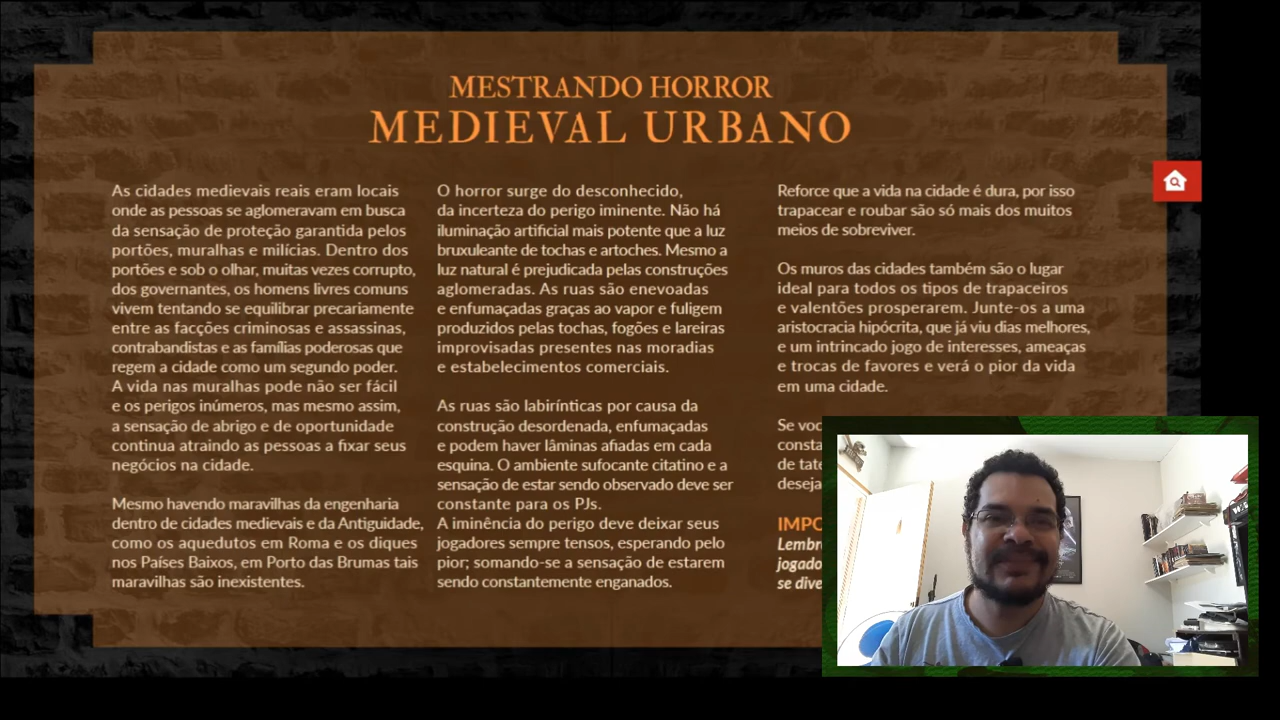 MESTRANDO HORROR
MEDIEVAL URBANO
As cidades medievais reais eram locais
onde as pessoas se aglomeravam em busca
da sensação de proteção garantida pelos
portões, muralhas e milícias. Dentro dos
portões e sob o olhar, muitas vezes corrupto,
dos governantes, os homens livres comuns
vivem tentando se equilibrar precariamente
entre as facções criminosas e assassinas,
contrabandistas e as famílias poderosas que
regem a cidade como um segundo poder.
A vida nas muralhas pode não ser fácil
e os perigos inúmeros, mas mesmo assim,
a sensação de abrigo e de oportunidade
continua atraindo as pessoas a fixar seus
negócios na cidade.
Mesmo havendo maravilhas da engenharia
dentro de cidades medievais e da Antiguidade,
como os aquedutos em Roma e os diques
nos Países Baixos, em Porto das Brumas tais
maravilhas são inexistentes.
O horror surge do desconhecido,
da incerteza do perigo iminente. Não há
iluminação artificial mais potente que a luz
bruxuleante de tochas e artoches. Mesmo a
luz natural é prejudicada pelas construções
aglomeradas. As ruas são enevoadas
e enfumaçadas graças ao vapor e fuligem
produzidos pelas tochas, fogões e lareiras
improvisadas presentes nas moradias
e estabelecimentos comerciais.
As ruas são labirínticas por causa da
construção desordenada, enfumaçadas
e podem haver lâminas afiadas em cada
esquina. O ambiente sufocante citatino e a
sensação de estar sendo observado deve ser
constante para os PJs.
A iminência do perigo deve deixar seus
jogadores sempre tensos, esperando pelo
pior; somando-se a sensação de estarem
sendo constantemente enganados.
Reforce que a vida na cidade é dura, por isso
trapacear e roubar são só mais dos muitos
meios de sobreviver.
Os muros das cidades também são o lugar
ideal para todos os tipos de trapaceiros
e valentões prosperarem. Junte-os a uma
aristocracia hipócrita, que já viu dias melhores,
e um intrincado jogo de interesses, ameaças
e trocas de favores e verá o pior da vida
em uma cidade.
Se
de
se